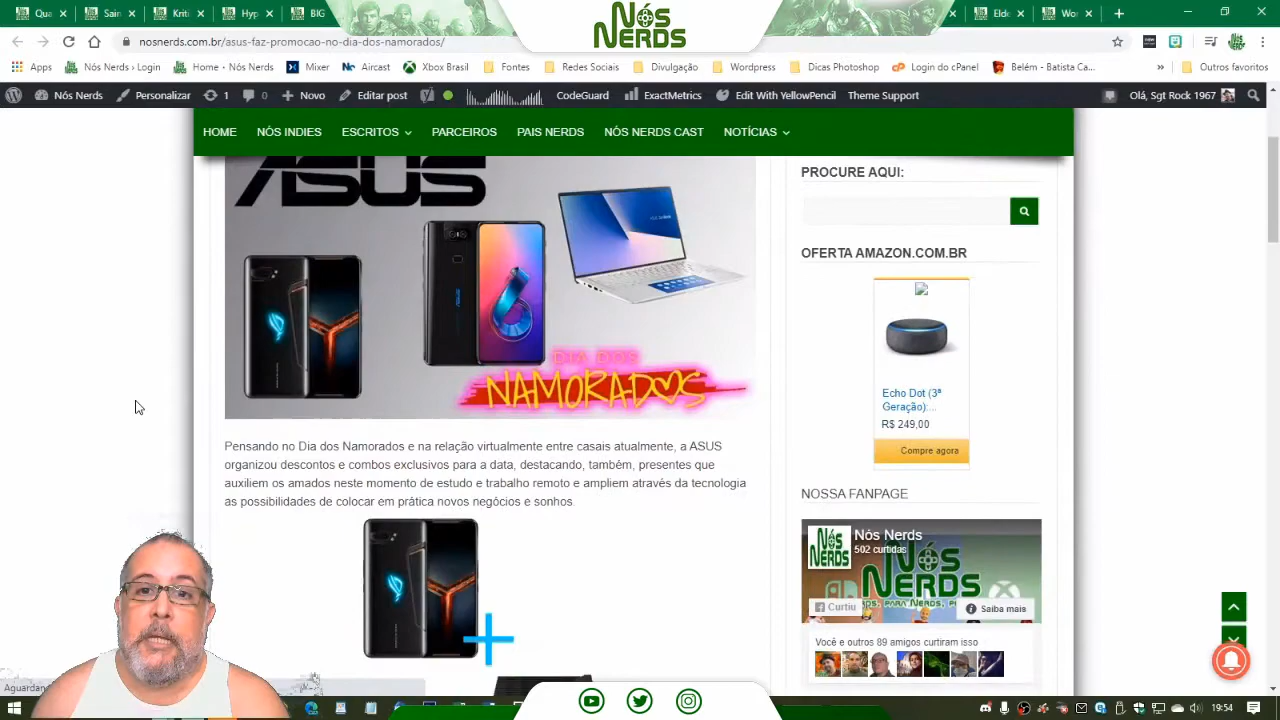 Qua
Sain
Kriti
Hyp
BIG
Elde
Wo
NÓS
NERDS
nosnerds.com.br/asus-faz-promocao-no-dia-dos-namorados/
Apps
Nós Nerds › Login
Home - Nós Nerds
Mixer
Aircast
Xbox Brasil
Fontes
Redes Sociais
Divulgação
Wordpress
Dicas Photoshop
Login do cPanel
Belém - Batista Ca...
»
Outros favoritos
Nós Nerds
Personalizar
1
0
Novo
Editar post
CodeGuard
ExactMetrics
Edit With YellowPencil
Theme Support
Olá, Sgt Rock 1967
HOME
NÓS INDIES
ESCRITOS
PARCEIROS
PAIS NERDS
NÓS NERDS CAST
NOTÍCIAS
ASUS
DIA DOS
NAMORADOS
Pensando no Dia dos Namorados e na relação virtualmente entre casais atualmente, a ASUS
organizou descontos e combos exclusivos para a data, destacando, também, presentes que
auxiliem os amados neste momento de estudo e trabalho remoto e ampliem através da tecnologia
as possibilidades de colocar em prática novos negócios e sonhos.
PROCURE AQUI:
OFERTA AMAZON.COM.BR
Echo Dot (3ª
Geração):...
R$ 249,00
Compre agora
NOSSA FANPAGE
Nós Nerds
502 curtidas
NÓS
NERDS
Curtiu
Saiba mais
Você e outros 89 amigos curtiram isso
Aguardan
19:54